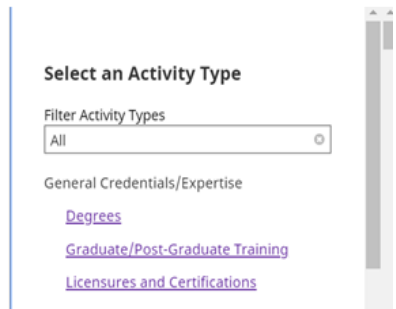 Select an Activity Type
Filter Activity Types
All
General Credentials/Expertise
Degrees
Graduate/Post-Graduate Training
Licensures and Certifications